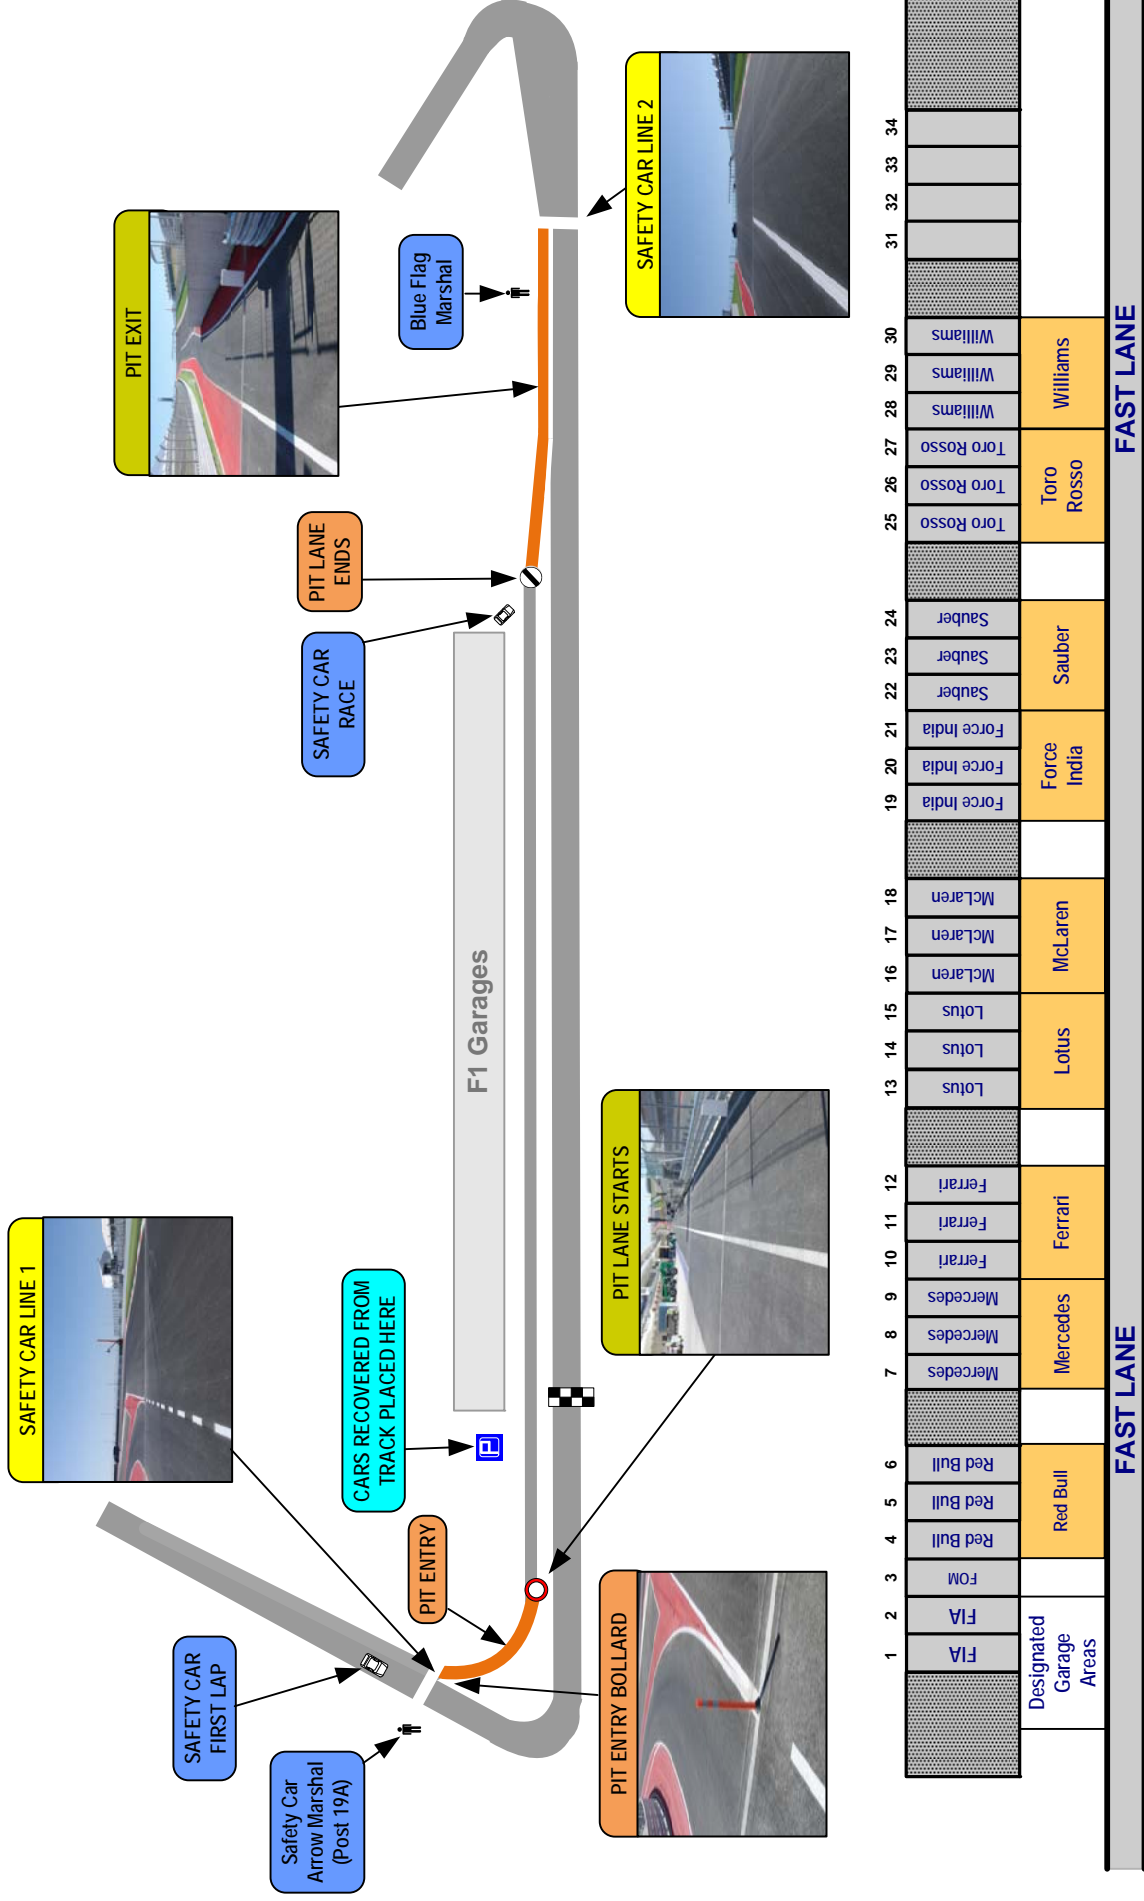 SAFETY CAR LINE 1
SAFETY CAR
FIRST LAP
Safety Car
Arrow Marshal
(Post 19A)
PIT ENTRY
CARS RECOVERED FROM
TRACK PLACED HERE
PIT ENTRY BOLLARD
PIT LANE STARTS
F1 Garages
SAFETY CAR
RACE
PIT LANE
ENDS
PIT EXIT
Blue Flag
Marshal
SAFETY CAR LINE 2
P
1 2 3 4 5 6 7 8 9 10 11 12 13 14 15 16 17 18 19 20 21 22 23 24 25 26 27 28 29 30 31 32 33 34
FIA FIA FOM Red Bull Red Bull Red Bull Mercedes Mercedes Mercedes Ferrari Ferrari Ferrari Lotus Lotus Lotus McLaren McLaren McLaren Force India Force India Force India Sauber Sauber Sauber Toro Rosso Toro Rosso Toro Rosso Williams Williams Williams
Designated
Garage
Areas
Red Bull
Mercedes
Ferrari
Lotus
McLaren
Force
India
Sauber
Toro
Rosso
Williams
FAST LANE
FAST LANE